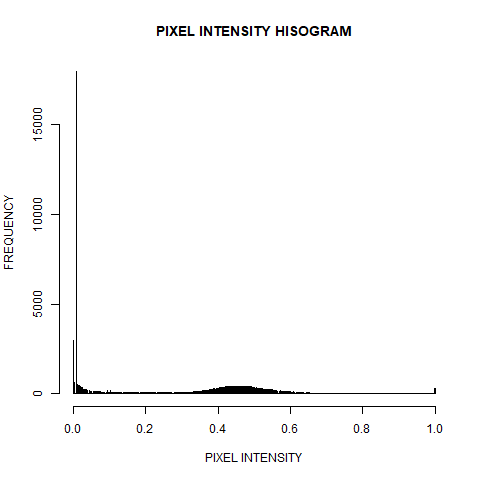 PIXEL INTENSITY HISOGRAM
FREQUENCY
15000
10000
5000
0
0.0 0.2 0.4 0.6 0.8 1.0
PIXEL INTENSITY